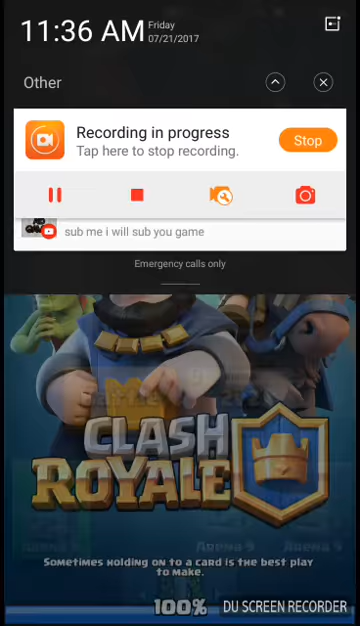 11:36 AM
Friday
07/21/2017
Other
Recording in progress
Stop
Tap here to stop recording.
sub me i will sub you game
Emergency calls only
CLASH
ROYALE
Sometimes holding on to a card is the best play
to make.
100%
DU SCREEN RECORDER